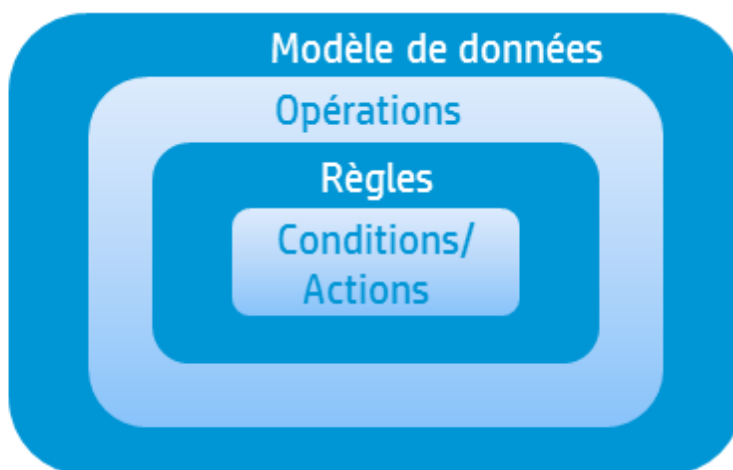 Modèle de données
Opérations
Règles
Conditions/
Actions